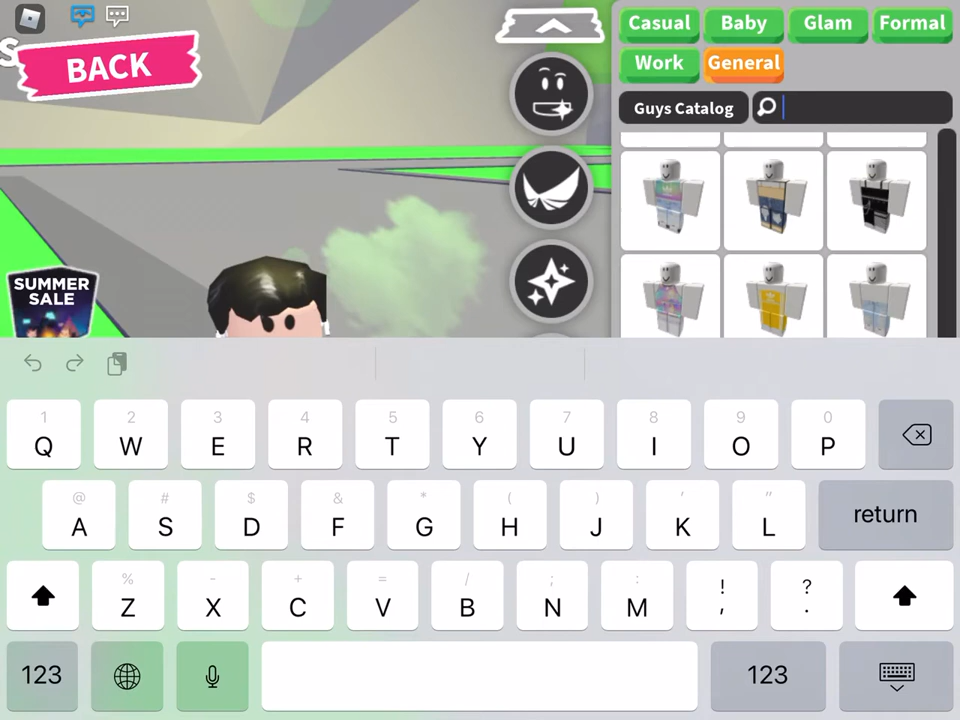 S
BACK
Casual Baby Glam Formal
Work General
Guys Catalog
SUMMER
SALE
1 2 3 4 5 6 7 8 9 0
Q W E R T Y U I O P
@ # $ & * ( ) ' "
A S D F G H J K L return
% - + = / ; : ! ?
Z X C V B N M , .
123 123